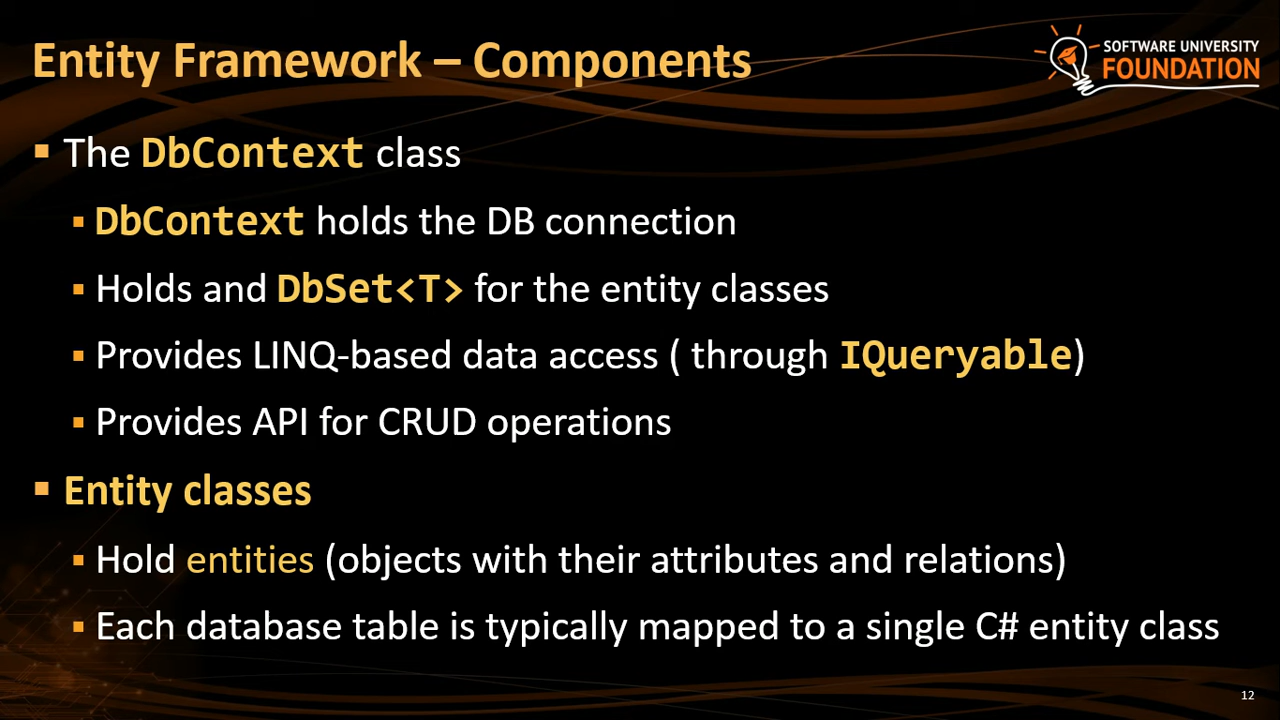 Entity Framework – Components
SOFTWARE UNIVERSITY
FOUNDATION
▪ The DbContext class
▪ DbContext holds the DB connection
▪ Holds and DbSet<T> for the entity classes
▪ Provides LINQ-based data access ( through IQueryable)
▪ Provides API for CRUD operations
▪ Entity classes
▪ Hold entities (objects with their attributes and relations)
▪ Each database table is typically mapped to a single C# entity class
12